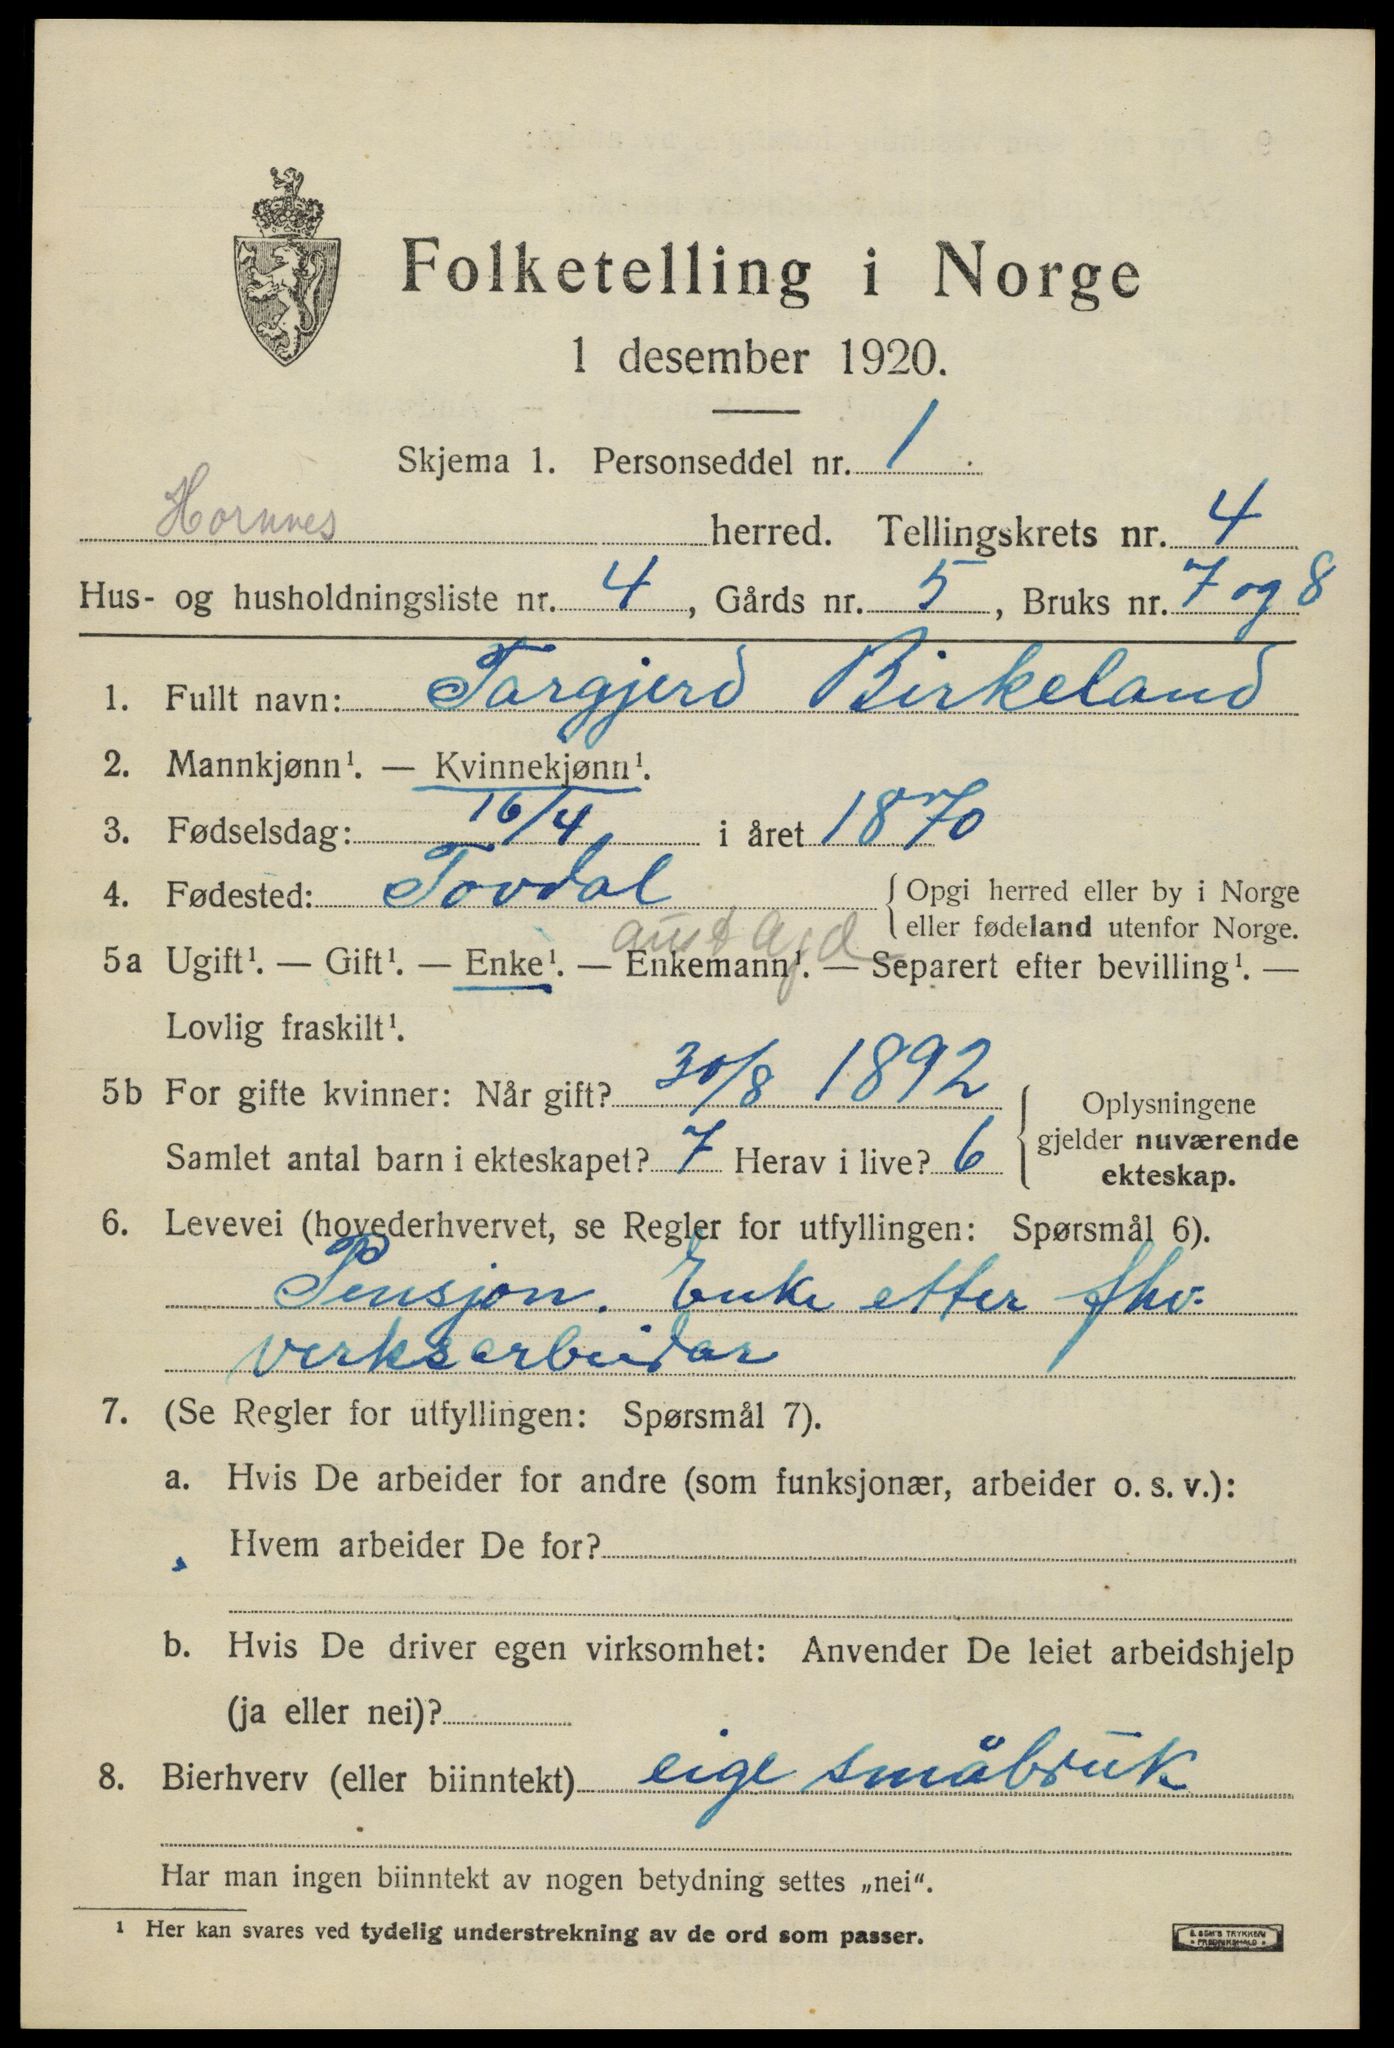 Folketelling i Norge
1 desember 1920.
Skjema 1. Personseddel nr. 1
Hornnes herred. Tellingskrets nr. 4
Hus- og husholdningsliste nr. 4, Gårds nr. 5, Bruks nr. 7 og 8
1. Fullt navn: Targjerd Birkeland
2. Mannkjønn¹. — Kvinnekjønn¹.
3. Fødselsdag: 16/4 i året 1870
4. Fødested: Tovdal {Opgi herred eller by i Norge
eller fødeland utenfor Norge.
aust Agd
5a Ugift¹. — Gift¹. — Enke¹. — Enkemann¹. — Separert efter bevilling¹. —
Lovlig fraskilt¹.
5b For gifte kvinner: Når gift? 30/8 1892
Samlet antal barn i ekteskapet? 7 Herav i live? 6
{Oplysningene
gjelder nuværende
ekteskap.
6. Levevei (hovederhvervet, se Regler for utfyllingen: Spørsmål 6).
Pensjon. Enke etter fhv.
verksarbeidar
7. (Se Regler for utfyllingen: Spørsmål 7).
a. Hvis De arbeider for andre (som funksjonær, arbeider o. s. v.):
Hvem arbeider De for?
b. Hvis De driver egen virksomhet: Anvender De leiet arbeidshjelp
(ja eller nei)?
8. Bierhverv (eller biinntekt) eige småbruk
Har man ingen biinntekt av nogen betydning settes „nei“.
¹ Her kan svares ved tydelig understrekning av de ord som passer.
TRYKKERI
FREDRIKSHALD